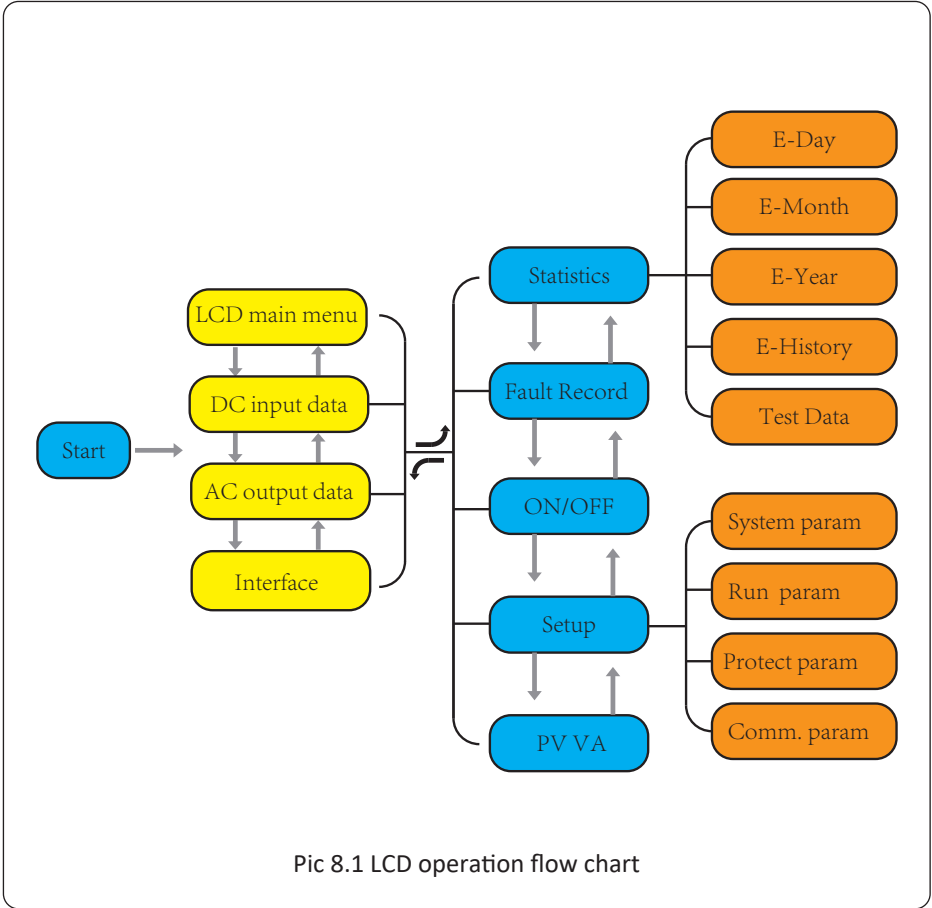 Start
LCD main menu
DC input data
AC output data
Interface
Statistics
Fault Record
ON/OFF
Setup
PV VA
E-Day
E-Month
E-Year
E-History
Test Data
System param
Run param
Protect param
Comm. param
Pic 8.1 LCD operation flow chart